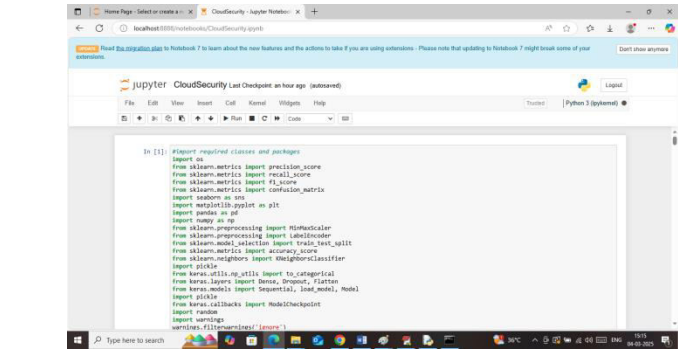 Home Page - Select or create a n
CloudSecurity - Jupyter Notebook
localhost:8888/notebooks/CloudSecurity.ipynb
Read the migration plan to Notebook 7 to learn about the new features and the actions to take if you are using extensions - Please note that updating to Notebook 7 might break some of your
extensions.
Don't show anymore
jupyter CloudSecurity Last Checkpoint: an hour ago (autosaved)
Logout
File Edit View Insert Cell Kernel Widgets Help
Trusted Python 3 (ipykernel)
Run Code
In [1]: #import required classes and packages
import os
from sklearn.metrics import precision_score
from sklearn.metrics import recall_score
from sklearn.metrics import f1_score
from sklearn.metrics import confusion_matrix
import seaborn as sns
import matplotlib.pyplot as plt
import pandas as pd
import numpy as np
from sklearn.preprocessing import MinMaxScaler
from sklearn.preprocessing import LabelEncoder
from sklearn.model_selection import train_test_split
from sklearn.metrics import accuracy_score
from sklearn.neighbors import KNeighborsClassifier
import pickle
from keras.utils.np_utils import to_categorical
from keras.layers import Dense, Dropout, Flatten
from keras.models import Sequential, load_model, Model
import pickle
from keras.callbacks import ModelCheckpoint
import random
import warnings
warnings.filterwarnings('ignore')
Type here to search
36°C
ENG
15:15
04-03-2025